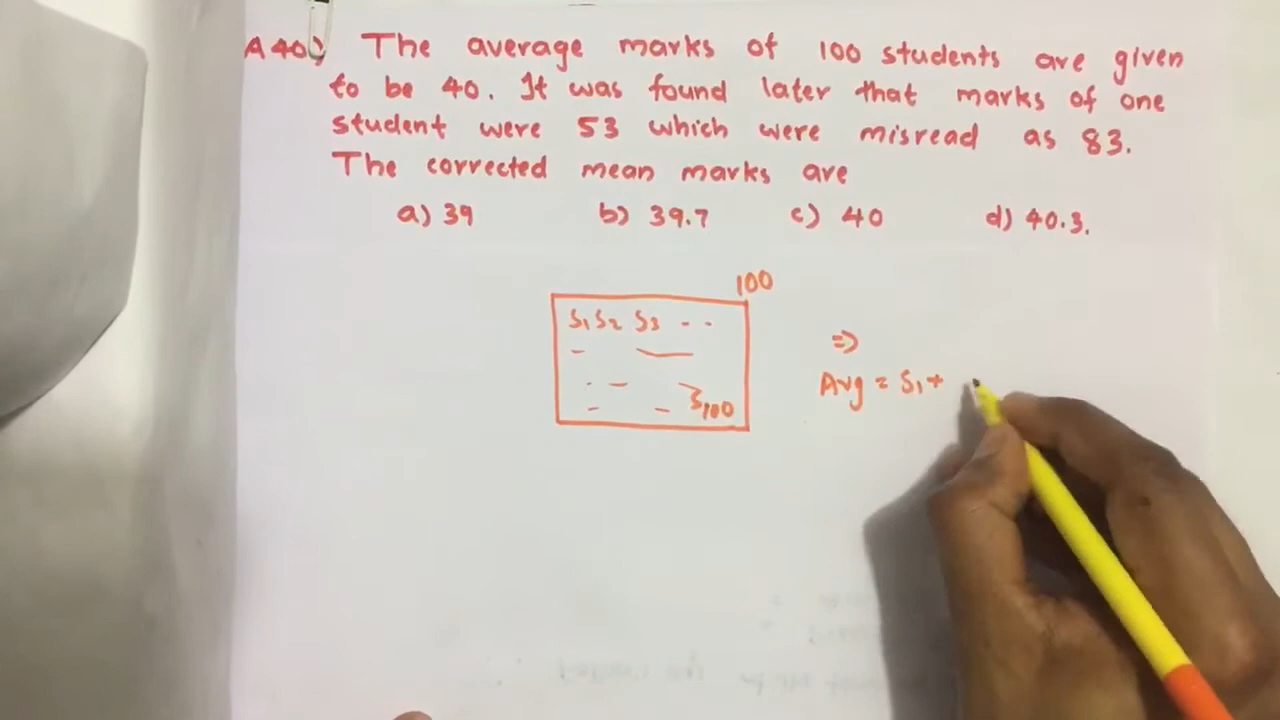 A40) The average marks of 100 students are given
to be 40. It was found later that marks of one
student were 53 which were misread as 83.
The corrected mean marks are
a) 39 b) 39.7 c) 40 d) 40.3.
100
S1 S2 S3 - -
S100
⇒
Avg = S1 +